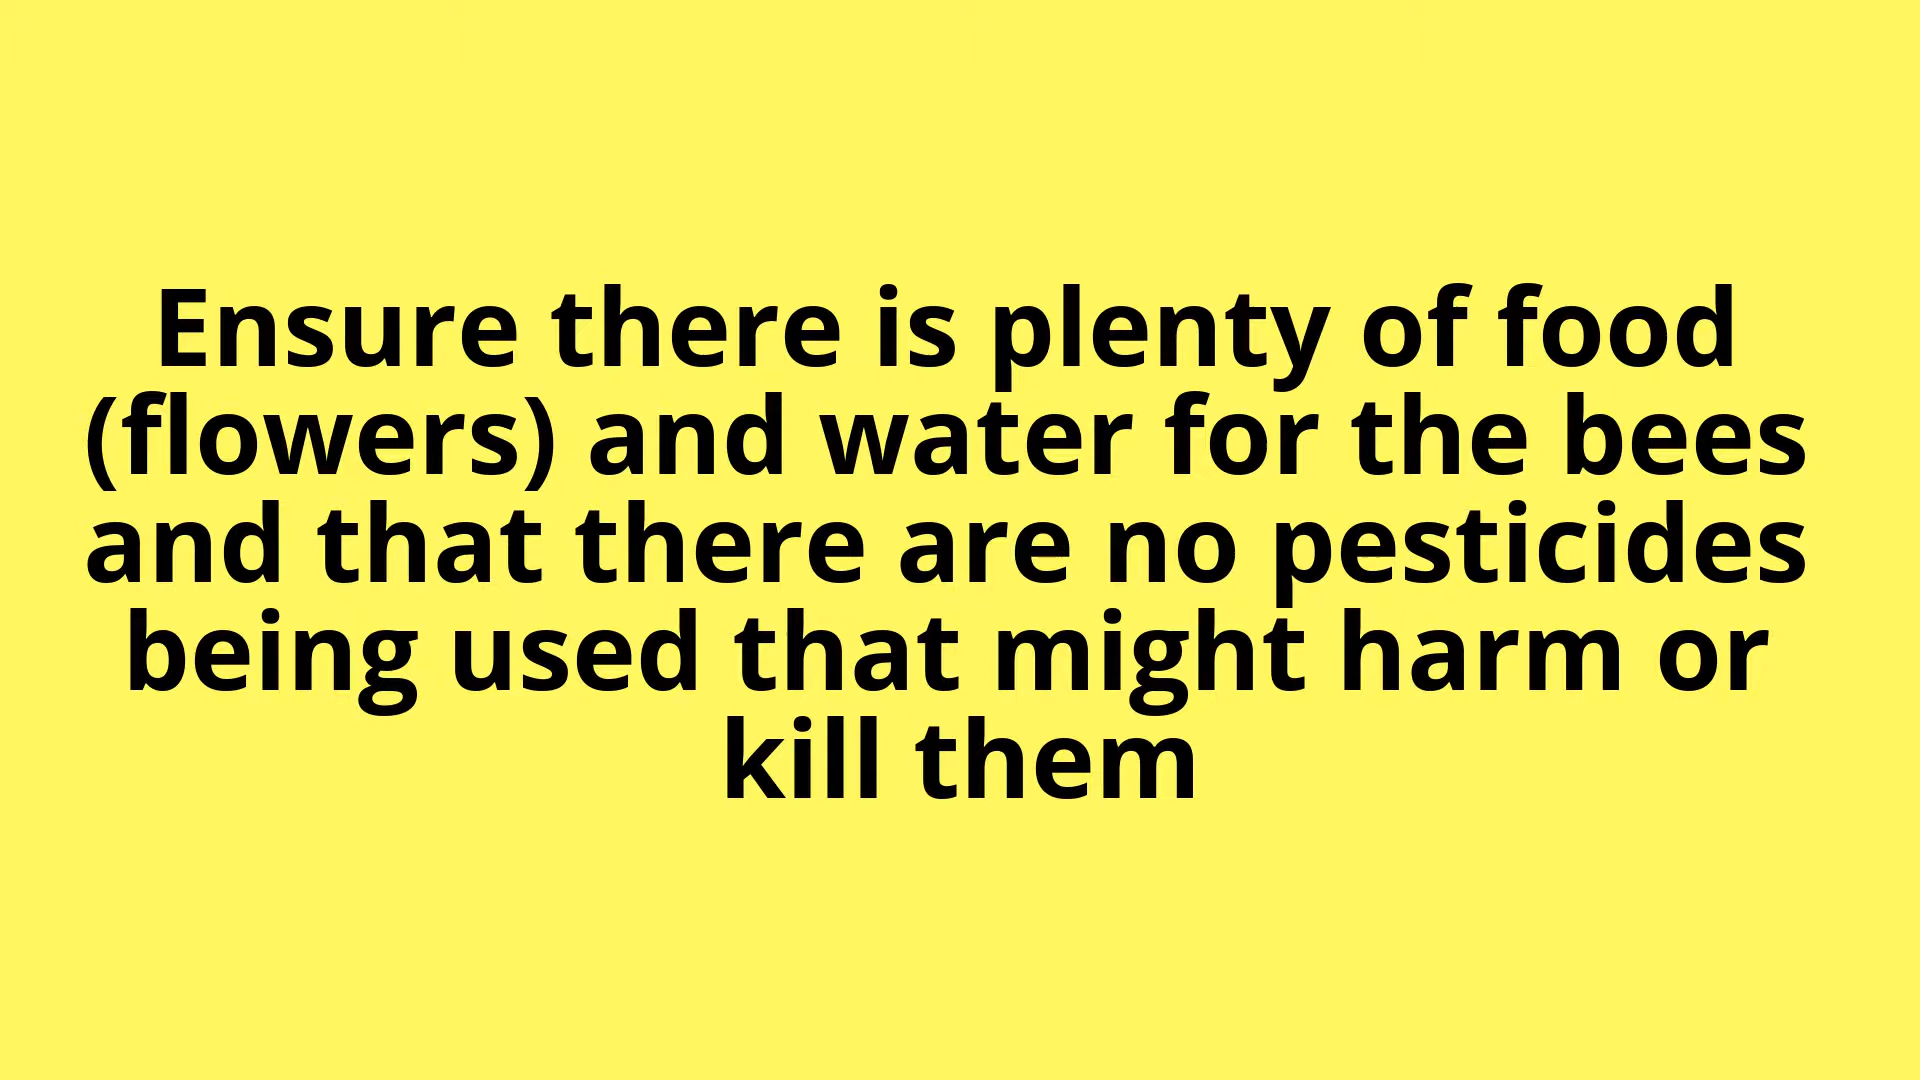 Ensure there is plenty of food
(flowers) and water for the bees
and that there are no pesticides
being used that might harm or
kill them